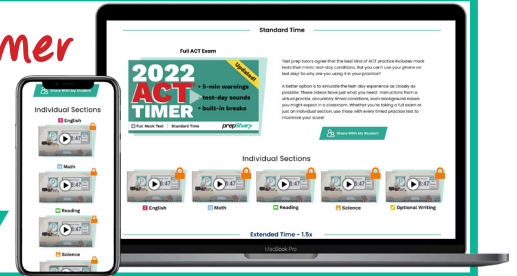 mer
Share With My Student
Individual Sections
English
Math
Reading
Science
Standard Time
Full ACT Exam
Updated!
2022
ACT
TIMER
• 5-min warnings
• test-day sounds
• built-in breaks
Full Mock Test | Standard Time
prepSharp
Test prep tutors agree that the best kind of ACT practice includes mock
tests that mimic test-day conditions. But you can't use your phone on
test day! So why are you using it in your practice?
A better option is to simulate the test-day experience as closely as
possible. These videos have just what you need: instructions from a
virtual proctor, accurately timed conditions, even background noises
you might expect in a classroom. Whether you're taking a full exam or
just an individual section, use these with every timed practice test to
maximize your score!
Share With My Student
Individual Sections
English
Math
Reading
Science
Optional Writing
Extended Time - 1.5x
MacBook Pro